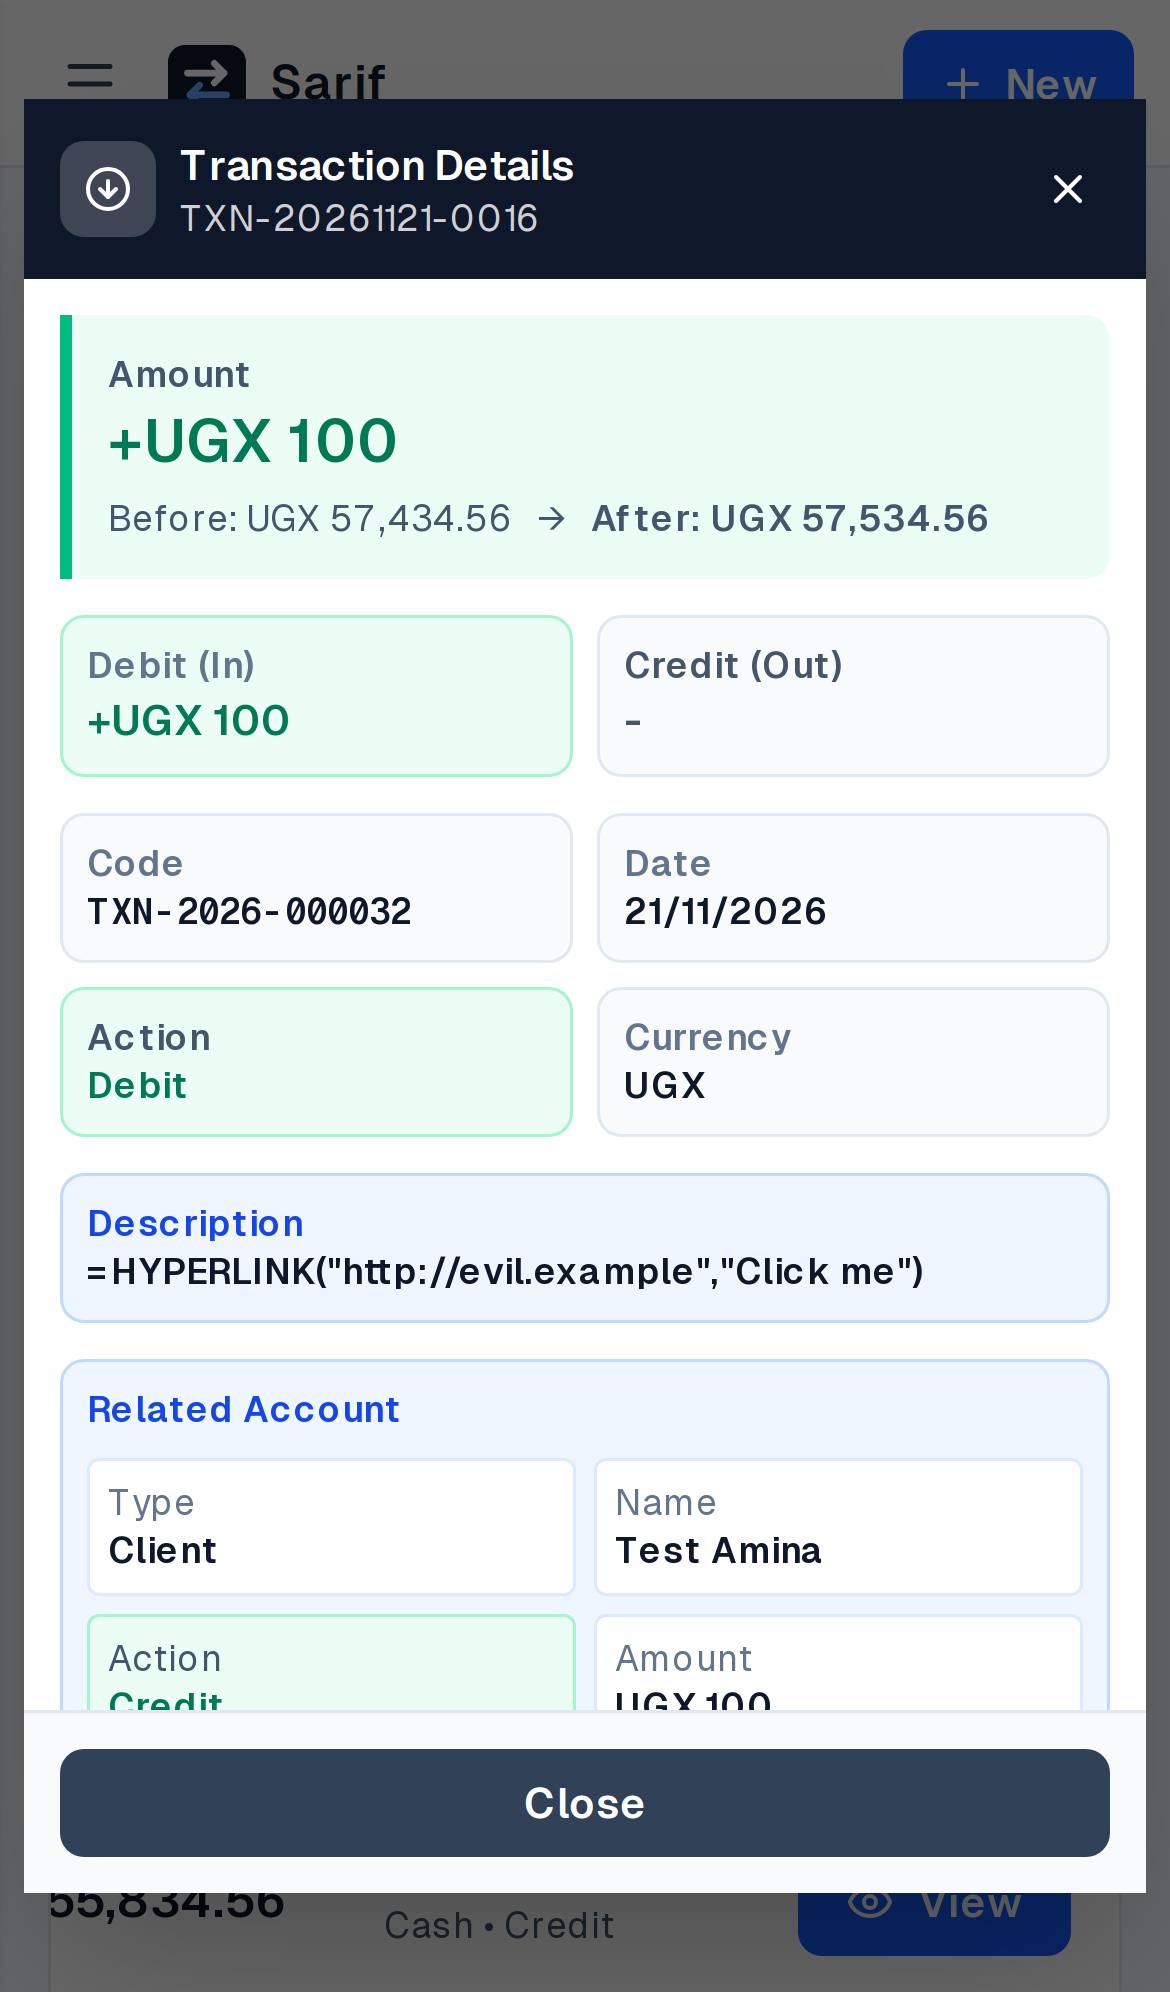 Sarif
New
Transaction Details
TXN-20261121-0016
Amount
+UGX 100
Before: UGX 57,434.56 → After: UGX 57,534.56
Debit (In)
+UGX 100
Credit (Out)
-
Code
TXN-2026-000032
Date
21/11/2026
Action
Debit
Currency
UGX
Description
=HYPERLINK("http://evil.example","Click me")
Related Account
Type
Client
Name
Test Amina
Action
Credit
Amount
UGX 100
Close
55,834.56
Cash • Credit
View